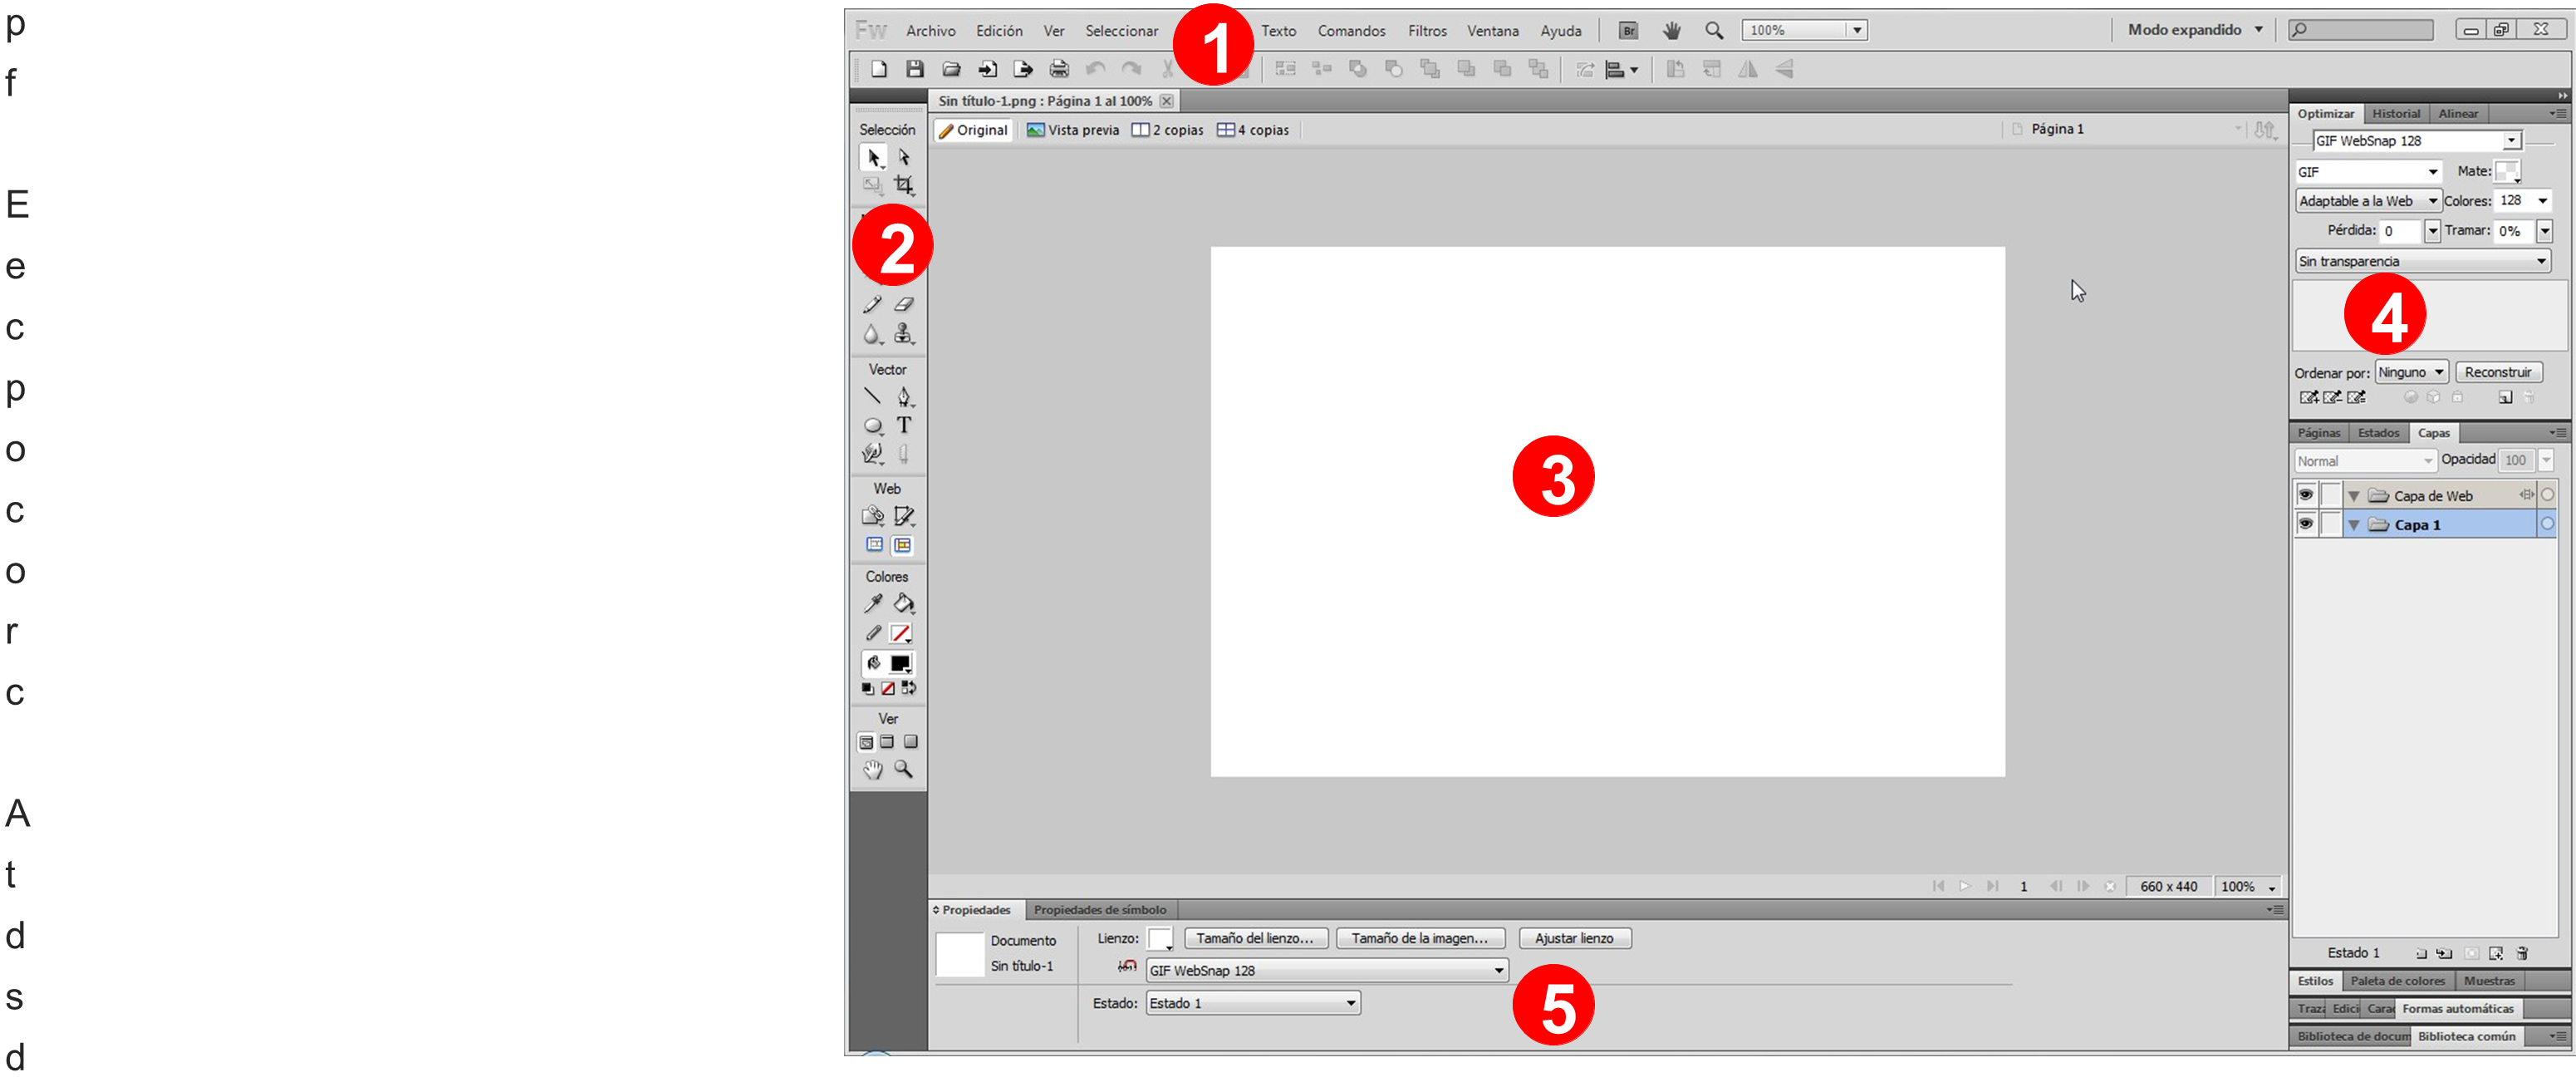 p
f
E
e
c
p
o
c
o
r
c
A
t
d
s
d
Fw Archivo Edición Ver Seleccionar 1 Texto Comandos Filtros Ventana Ayuda Br 100% Modo expandido
Sin título-1.png : Página 1 al 100%
Original Vista previa 2 copias 4 copias Página 1
Selección
2
Vector
T
Web
Colores
Ver
3
Optimizar Historial Alinear
GIF WebSnap 128
GIF Mate:
Adaptable a la Web Colores: 128
Pérdida: 0 Tramar: 0%
Sin transparencia
4
Ordenar por: Ninguno Reconstruir
Páginas Estados Capas
Normal Opacidad 100
Capa de Web
Capa 1
Estado 1
Estilos Paleta de colores Muestras
Traza Edici Cara Formas automáticas
Biblioteca de docum Biblioteca común
1 660 x 440 100%
Propiedades Propiedades de símbolo
Documento Lienzo: Tamaño del lienzo... Tamaño de la imagen... Ajustar lienzo
Sin título-1 GIF WebSnap 128
Estado: Estado 1
5